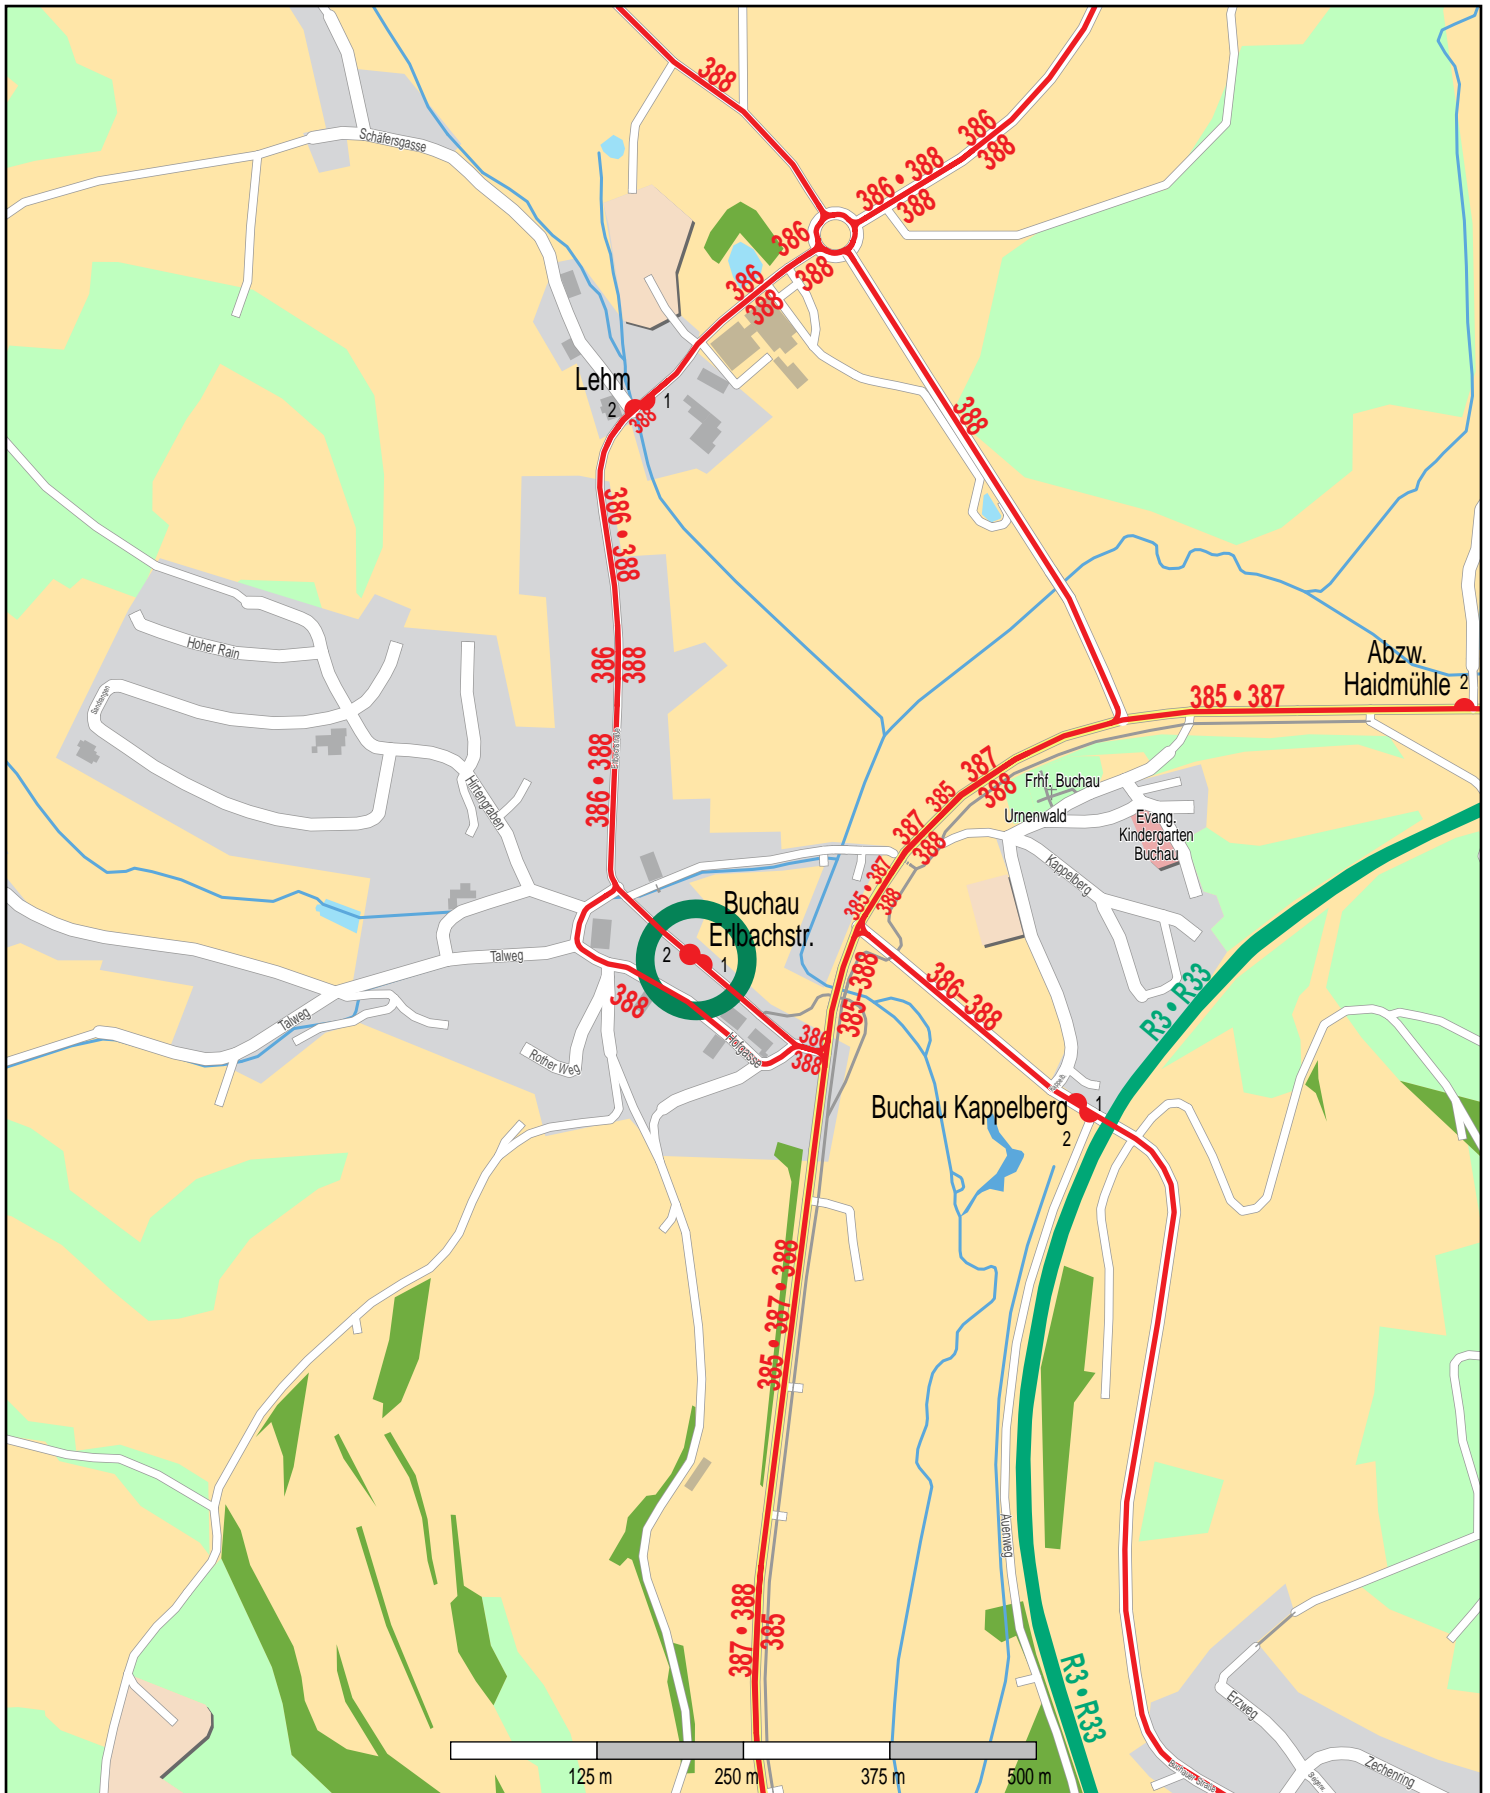 388
386
388
Schäfersgasse
386 • 388
388
386
386
388
388
Lehm
1
2
388
388
386 • 388
Hoher Rain
386
388
Abzw.
Haidmühle
2
385 • 387
Sandtangen
386 • 388
387
388
385
Frhf. Buchau
Hirtengraben
Urnenwald
Evang.
Kindergarten
Buchau
387
388
Kappelberg
385 • 387
388
Buchau
Erlbachstr.
2
1
Talweg
385–388
386–388
R3 • R33
388
Talweg
Hofgasse
386
388
Rother Weg
Buchau Kappelberg
1
2
385 • 387 • 388
Auenweg
387 • 388
385
R3 • R33
Erzweg
Zechenring
125 m
250 m
375 m
500 m